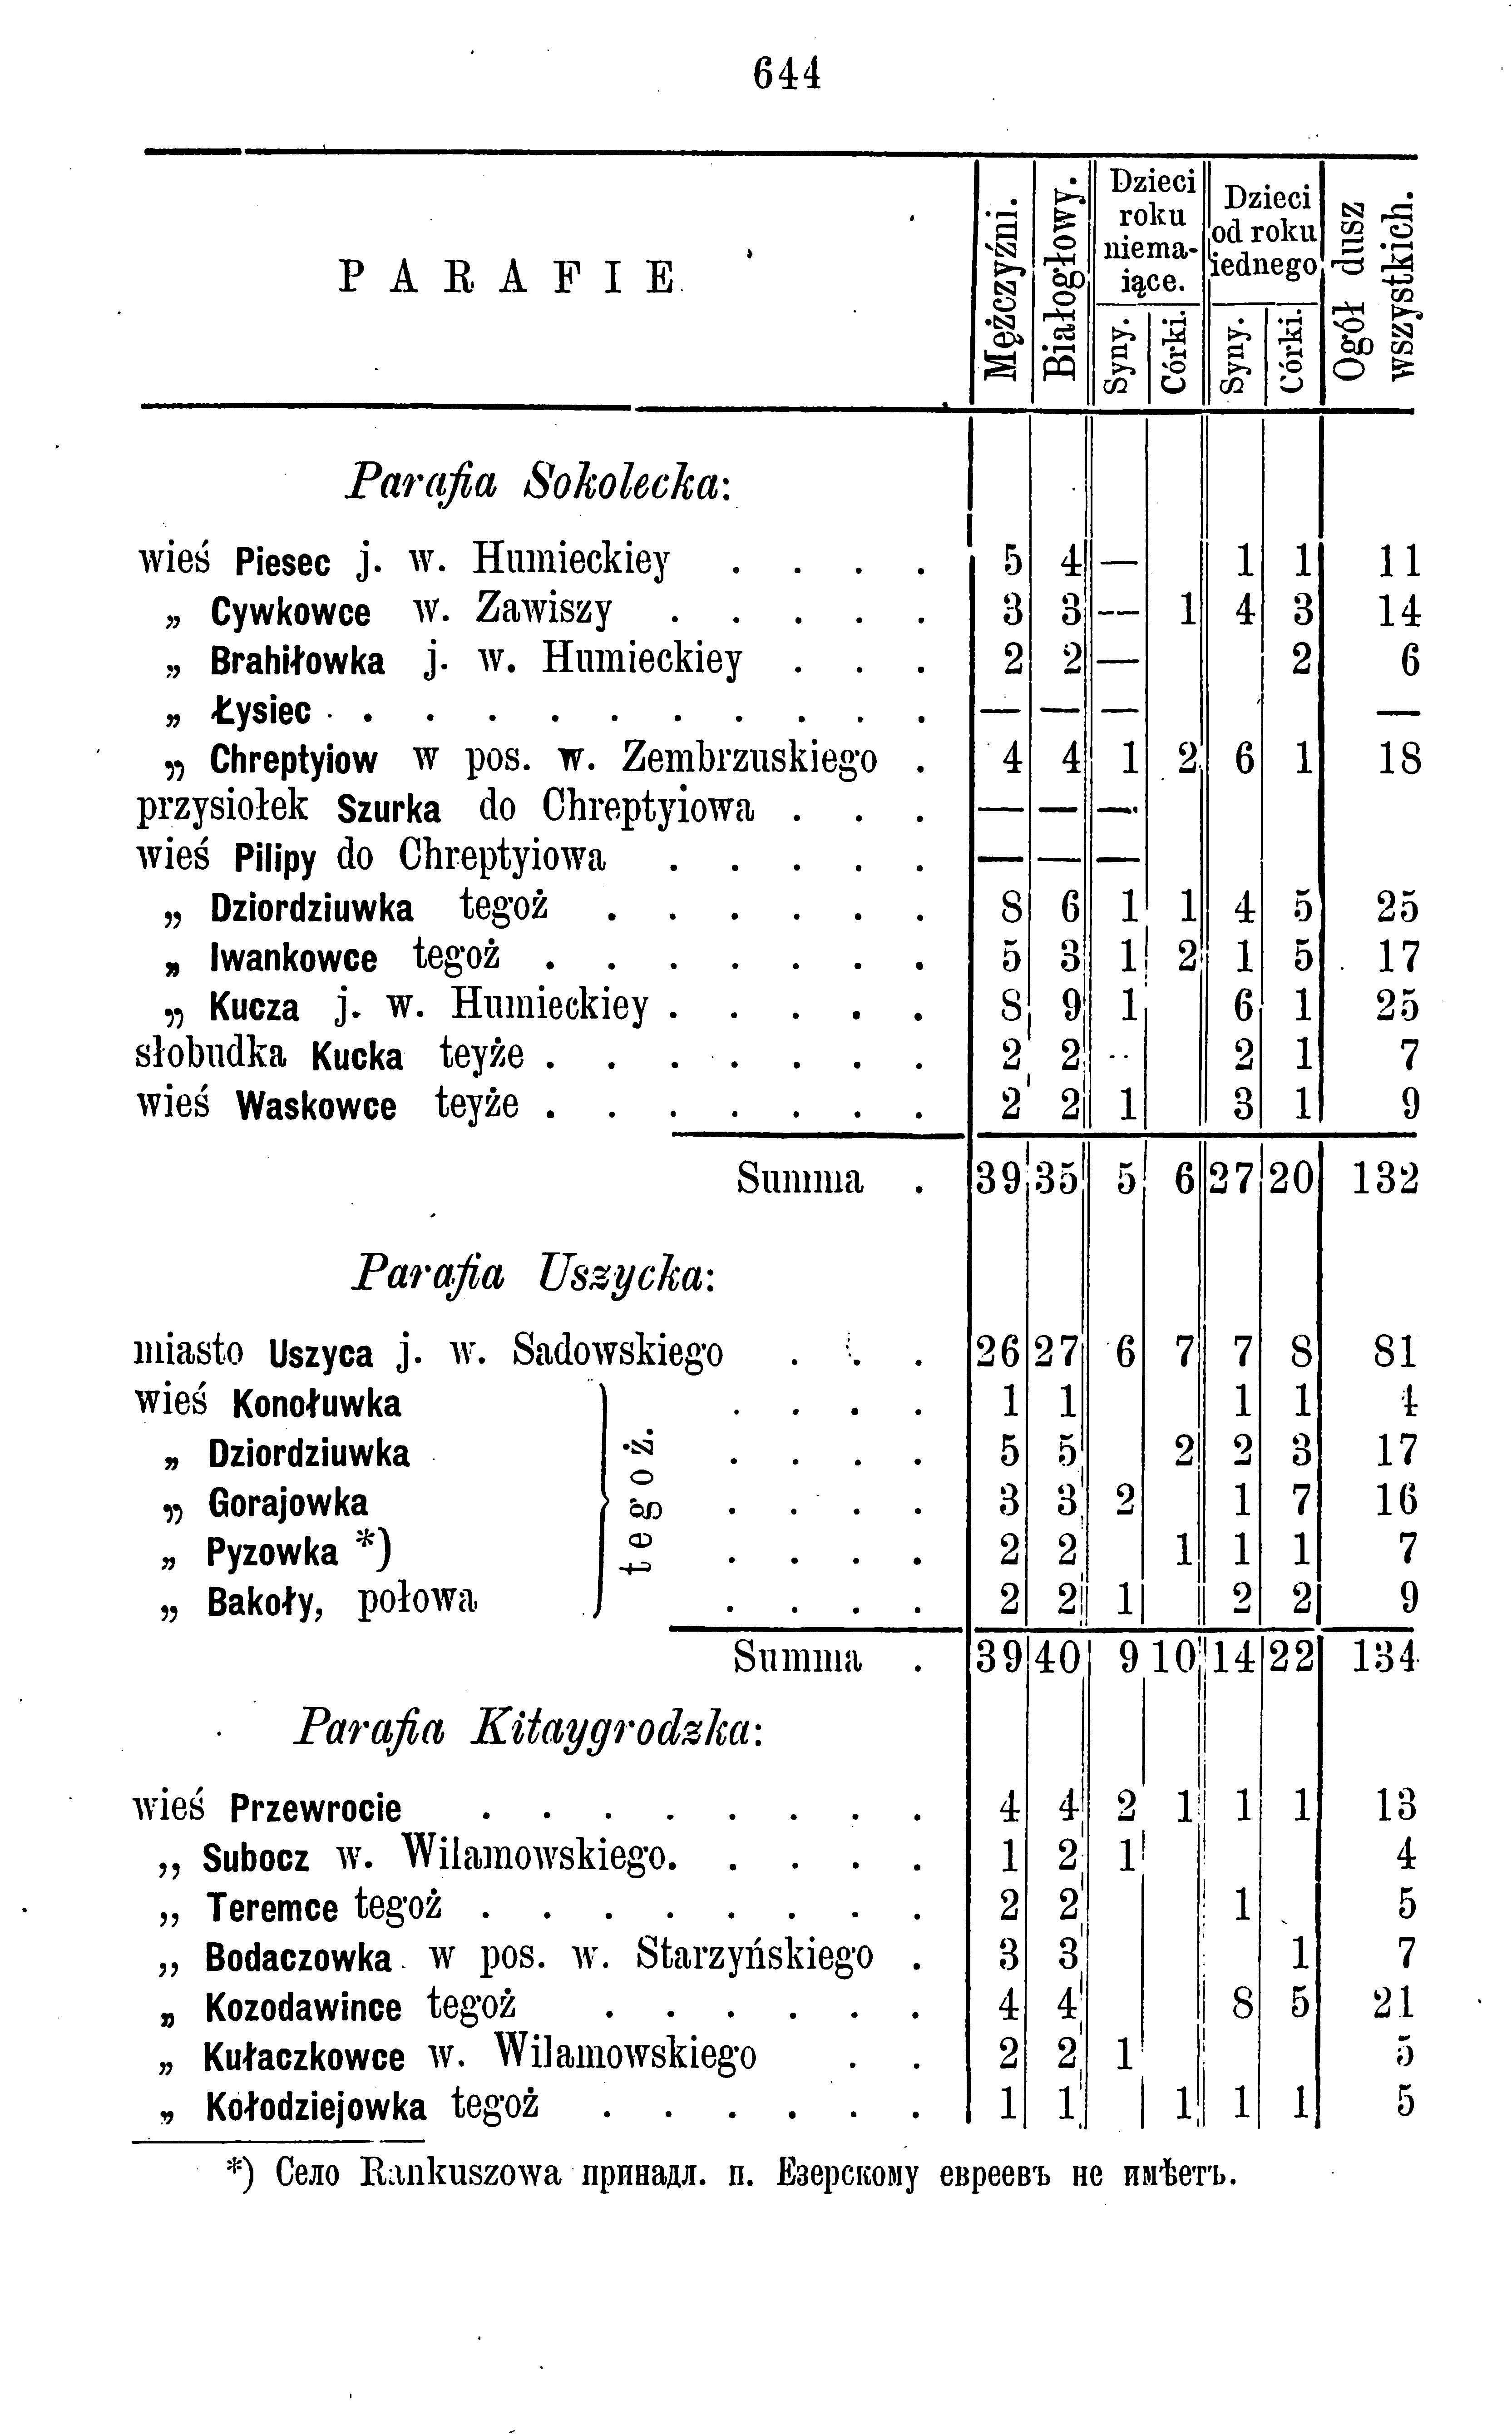 644
PARAFIE
Mężczyźni.
Białogłowy.
Dzieci roku niema-iące.
Syny.
Córki.
Dzieci od roku iednego
Syny.
Córki.
Ogół dusz wszystkich.
Parafia Sokolecka:
wieś Piesec j. w. Humieckiey . . . . 5 4 — 1 1 11
„ Cywkowce w. Zawiszy . . . . . 3 3 — 1 4 3 14
„ Brahiłowka j. w. Humieckiey . . . 2 2 — 2 6
„ Łysiec . . . . . . . . . . — — — —
„ Chreptyiow w pos. w. Zembrzuskiego . 4 4 1 2 6 1 18
przysiołek Szurka do Chreptyiowa . . . — — —
wieś Pilipy do Chreptyiowa . . . . . — — —
„ Dziordziuwka tegoż . . . . . . 8 6 1 1 4 5 25
„ Iwankowce tegoż . . . . . . . 5 3 1 2 1 5 17
„ Kucza j. w. Humieckiey . . . . . 8 9 1 6 1 25
słobudka Kucka teyże . . . . . . . 2 2 -- 2 1 7
wieś Waskowce teyże . . . . . . . 2 2 1 3 1 9
Summa . 39 35 5 6 27 20 132
Parafia Uszycka:
miasto Uszyca j. w. Sadowskiego . . . 26 27 6 7 7 8 81
wieś Konołuwka . . . . 1 1 1 1 4
„ Dziordziuwka . . . . 5 5 2 2 3 17
„ Gorajowka . . . . 3 3 2 1 7 16
„ Pyzowka *) . . . . 2 2 1 1 1 7
„ Bakoły, połowa . . . . 2 2 1 2 2 9
tegoż.
Summa . 39 40 9 10 14 22 134
Parafia Kitaygrodzka:
wieś Przewrocie . . . . . . . . 4 4 2 1 1 1 13
„ Subocz w. Wilamowskiego. . . . . 1 2 1 4
„ Teremce tegoż . . . . . . . . 2 2 1 5
„ Bodaczowka w pos. w. Starzyńskiego . 3 3 1 7
„ Kozodawince tegoż . . . . . . 4 4 8 5 21
„ Kułaczkowce w. Wilamowskiego . . 2 2 1 5
„ Kołodziejowka tegoż . . . . . . 1 1 1 1 1 5
*) Село Rankuszowa принадл. п. Езерскому евреевъ не имѣетъ.